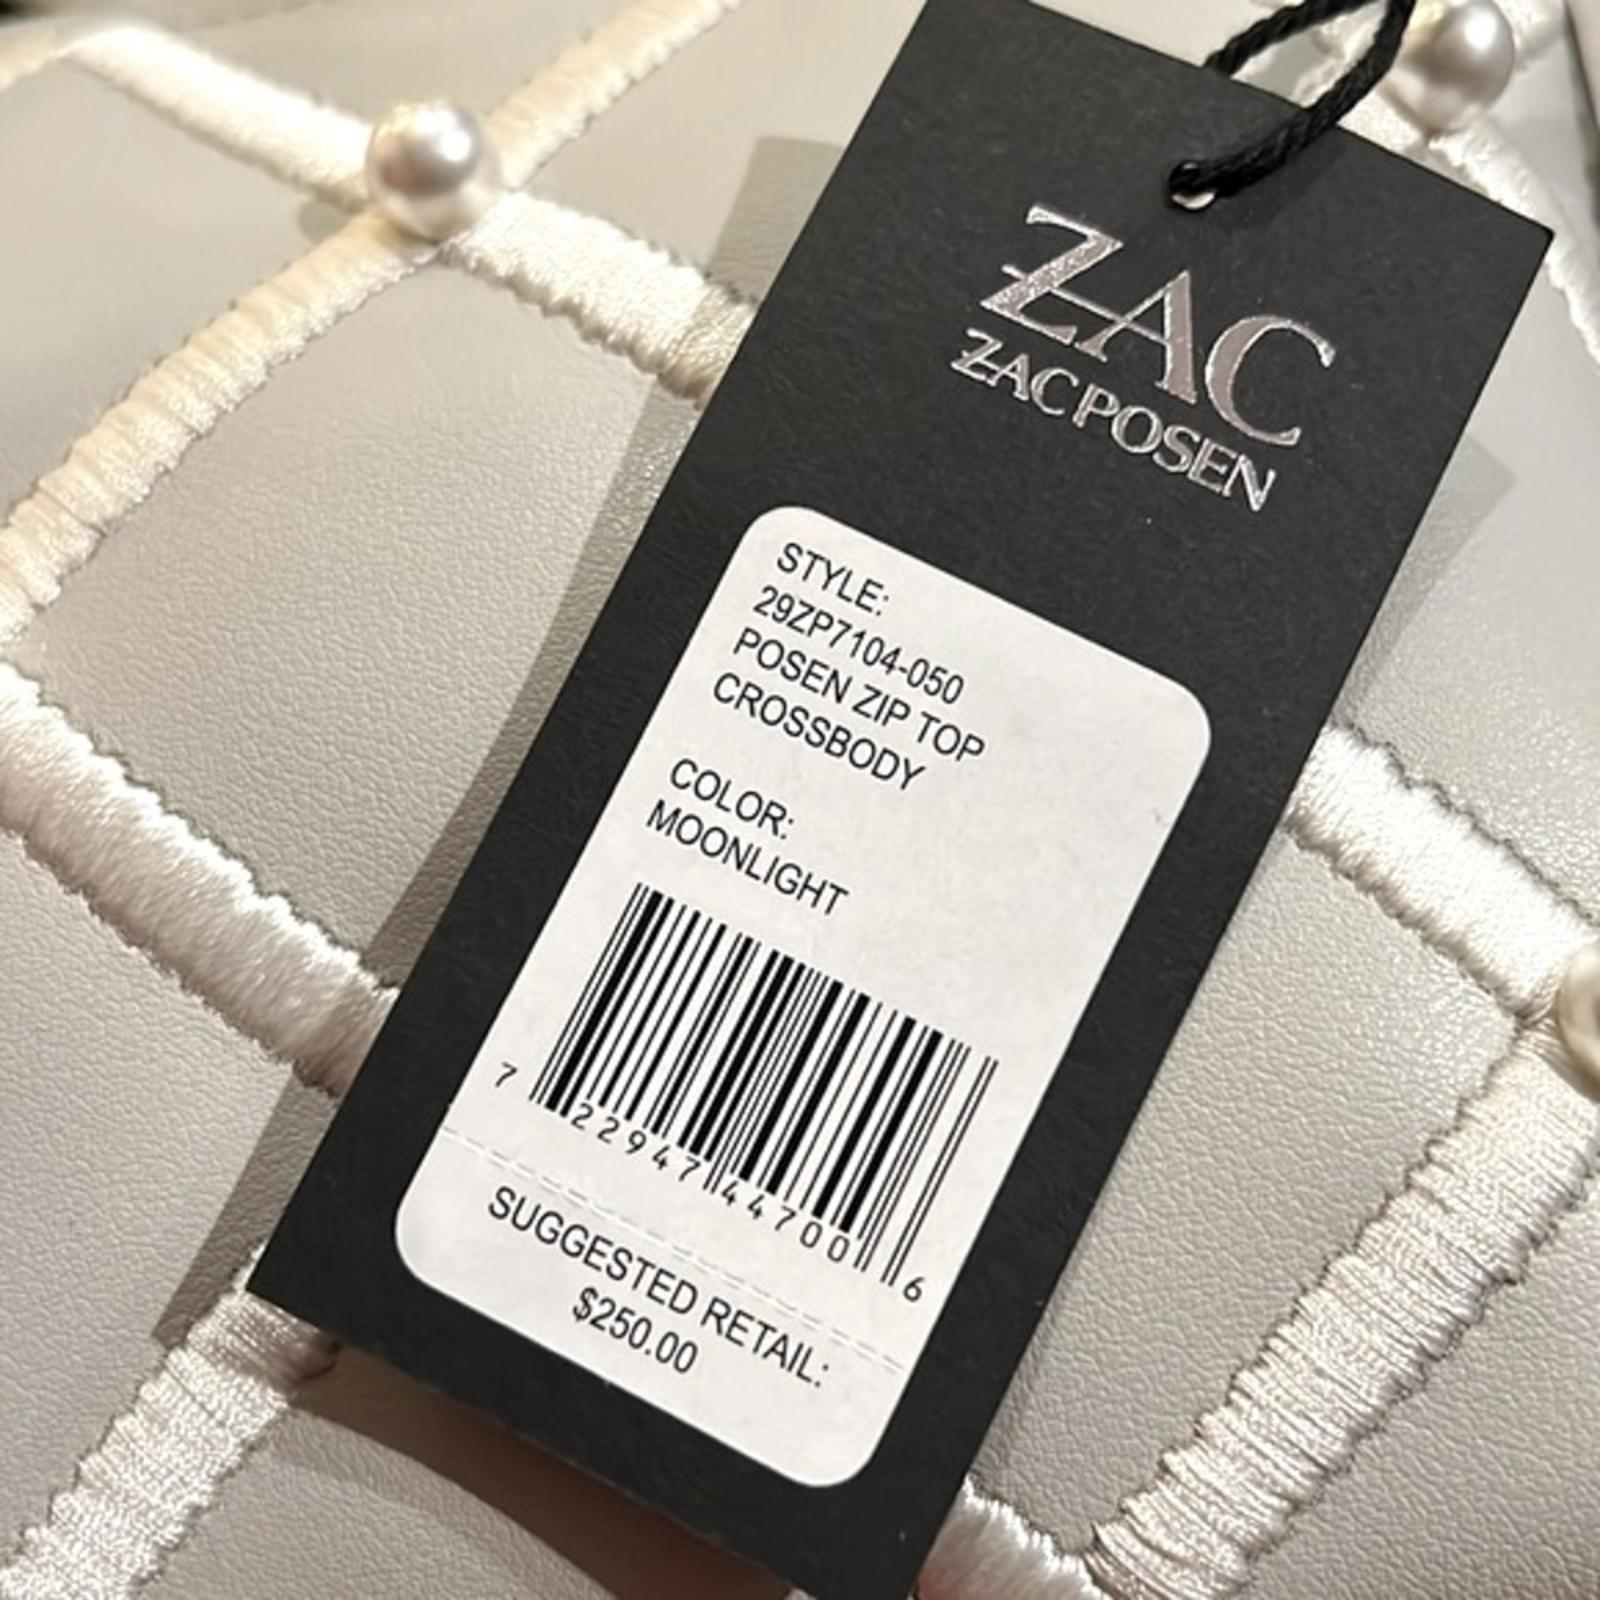 ZAC
ZAC POSEN
STYLE:
29ZP7104-050
POSEN ZIP TOP
CROSSBODY
COLOR:
MOONLIGHT
7 22947 44700 6
SUGGESTED RETAIL:
$250.00